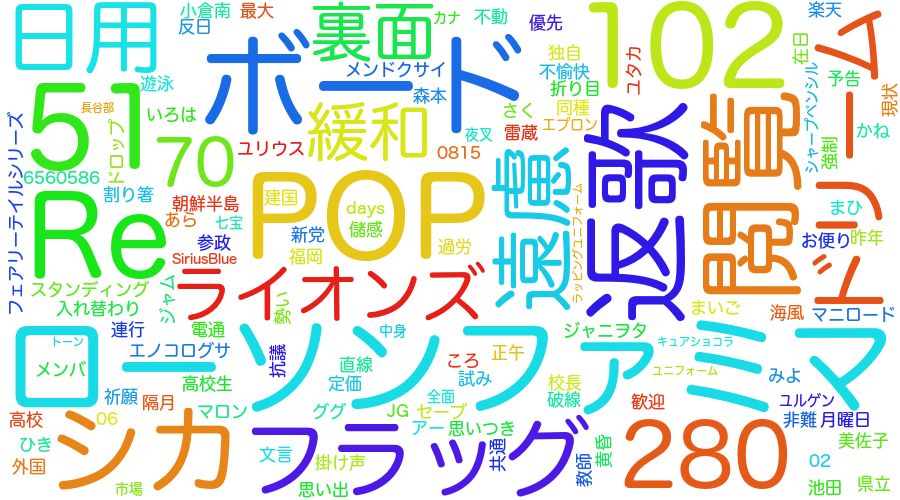 日用
小倉南
最大
反日
裏面
カナ
不動
優先
102
楽天
ドリーム
ボード
メンドクサイ
森本
独自
不愉快
折り目
ユタカ
在日
予告
シャープペンシル
現状
51
長谷部
遊泳
いろは
ドロップ
緩和
さく
同種
エプロン
雷蔵
夜叉
かね
強制
フェアリーテイルシリーズ
6560586
70
ユリウス
0815
返歌
閲覧
遠慮
割り箸
朝鮮半島
Re
POP
建国
days
儲感
あら
七宝
参政
新党
福岡
過労
SiriusBlue
ラッピングユニフォーム
まひ
お便り
昨年
スタンディング
入れ替わり
ジャム
ライオンズ
勢い
まいご
海風
マニロード
ローソンファミマ
トーン
連行
電通
中身
ジャニヲタ
キュアショコラ
メンバ
エノコログサ
抗議
直線
ころ
正午
ユニフォーム
祈願
隔月
高校生
定価
試み
校長
破線
みよ
全面
マロン
ググ
JG
セーブ
歓迎
ユルゲン
高校
06
シカ
フラッグ
アー
思いつき
280
非難
月曜日
ひき
外国
文言
掛け声
共通
教師
黄昏
美佐子
市場
思い出
02
池田
県立